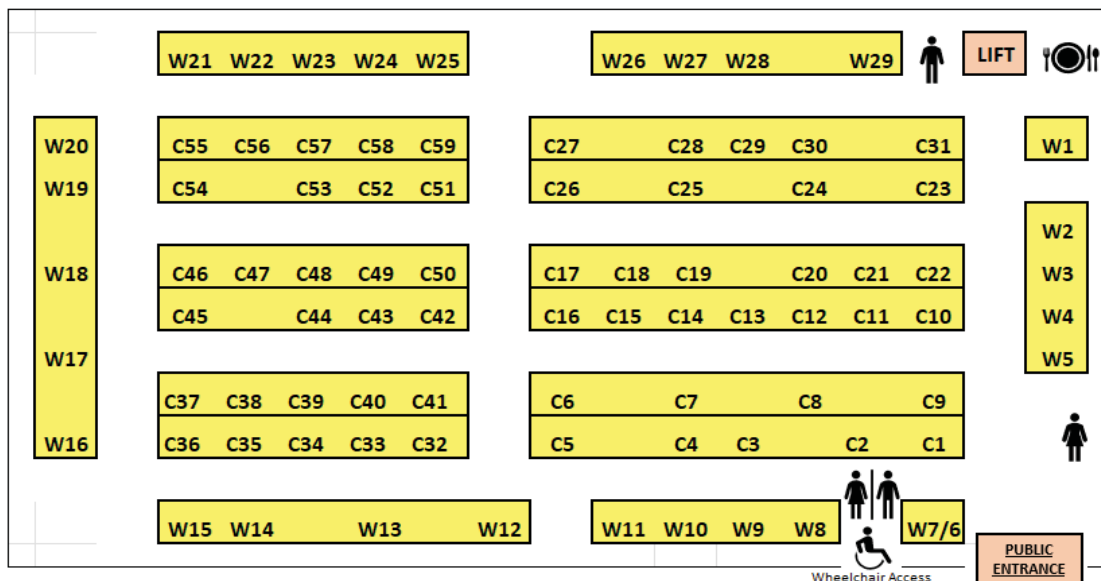 W21 W22 W23 W24 W25 W26 W27 W28 W29 LIFT
W20 C55 C56 C57 C58 C59 C27 C28 C29 C30 C31 W1
W19 C54 C53 C52 C51 C26 C25 C24 C23
W2
W18 C46 C47 C48 C49 C50 C17 C18 C19 C20 C21 C22 W3
C45 C44 C43 C42 C16 C15 C14 C13 C12 C11 C10 W4
W17 W5
C37 C38 C39 C40 C41 C6 C7 C8 C9
W16 C36 C35 C34 C33 C32 C5 C4 C3 C2 C1
W15 W14 W13 W12 W11 W10 W9 W8 W7/6
PUBLIC
ENTRANCE
Wheelchair Access